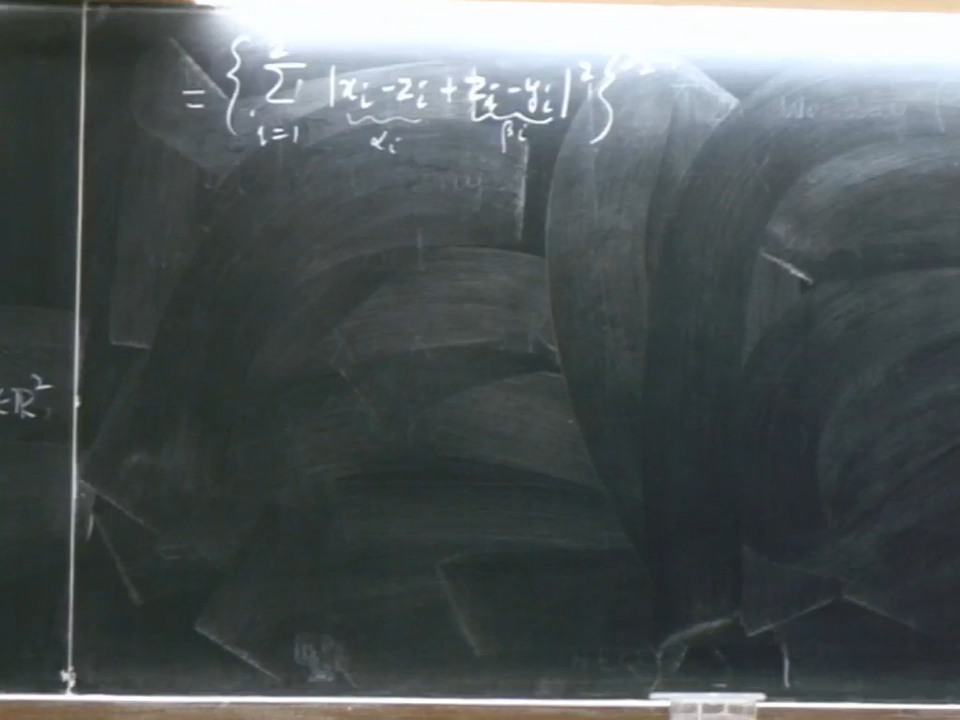 = { Σ_{i=1}^{2} |x_i - z_i + z_i - y_i|^2 }^{1/2}
α_i β_i
∈ ℝ^2